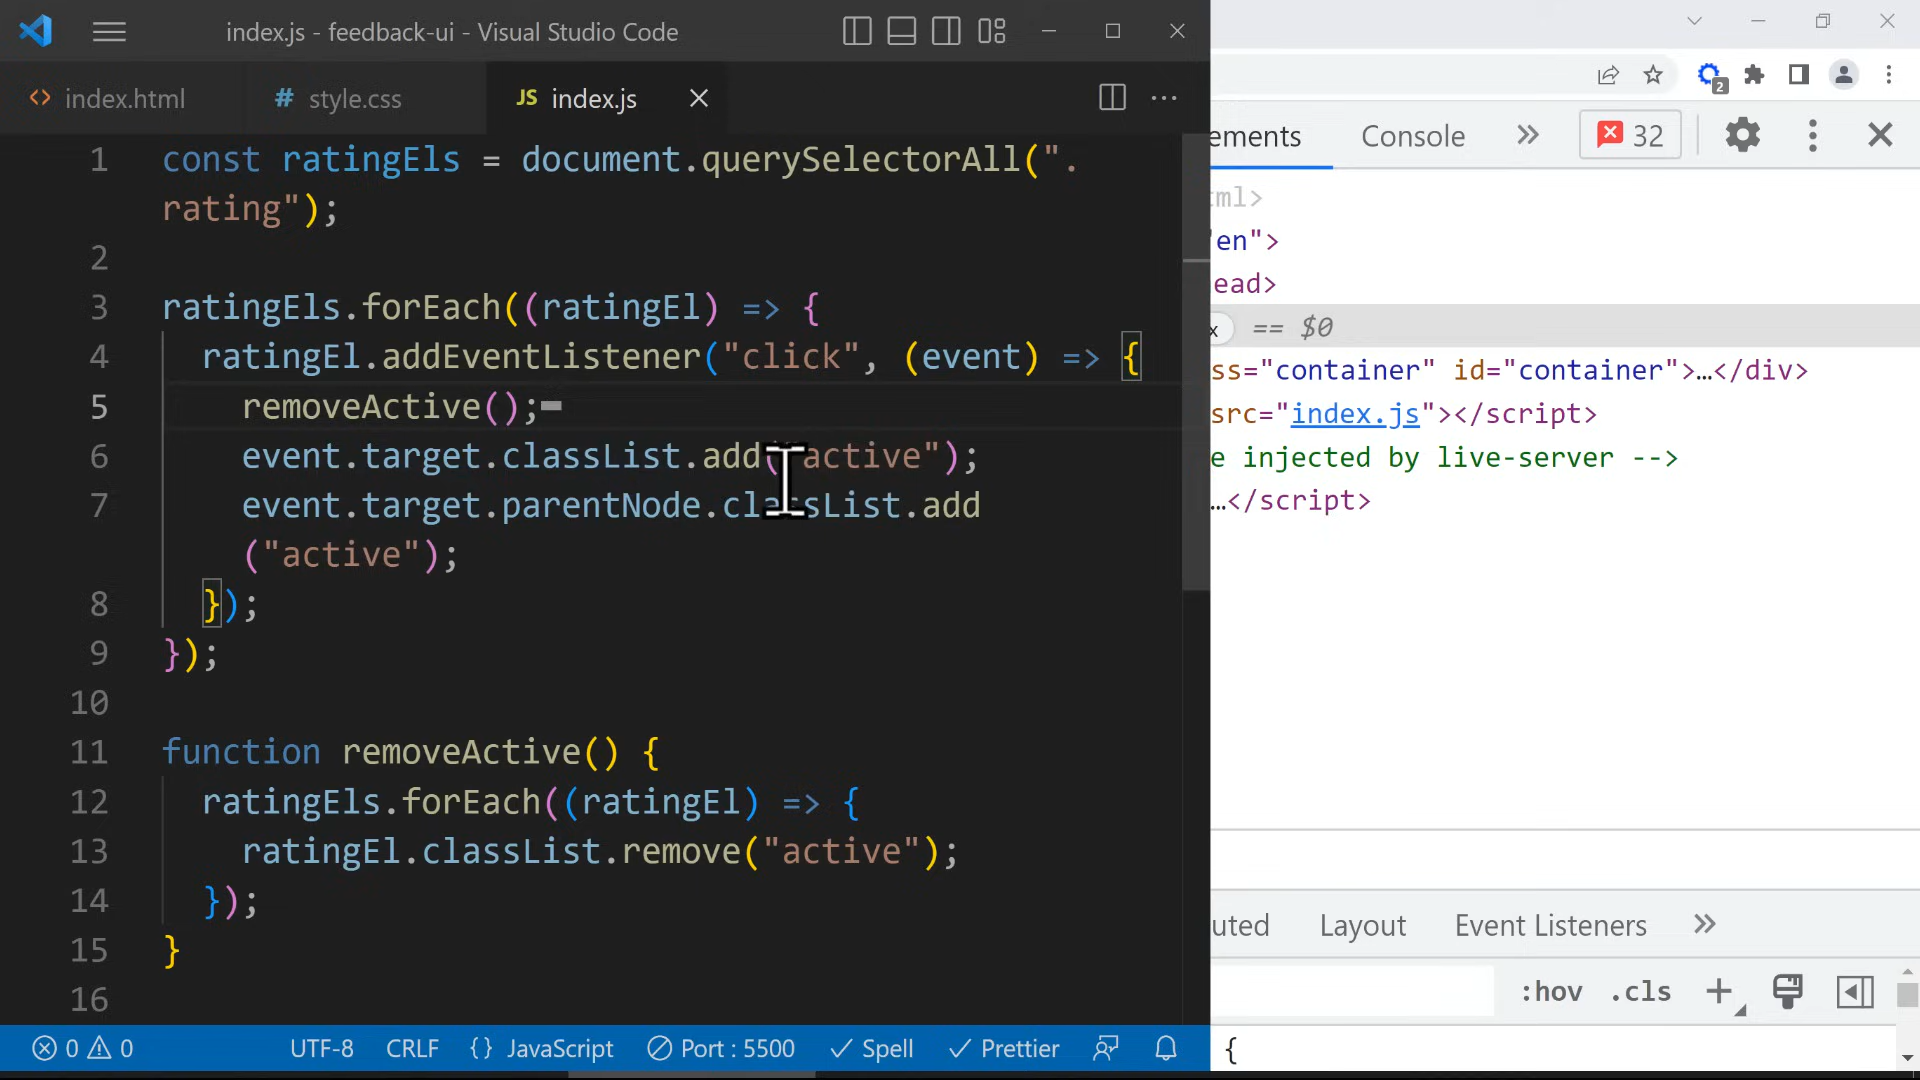 index.js - feedback-ui - Visual Studio Code
index.html
# style.css
JS index.js
1 const ratingEls = document.querySelectorAll(".
rating");
2
3 ratingEls.forEach((ratingEl) => {
4 ratingEl.addEventListener("click", (event) => {
5 removeActive();
6 event.target.classList.add("active");
7 event.target.parentNode.classList.add
("active");
8 });
9 });
10
11 function removeActive() {
12 ratingEls.forEach((ratingEl) => {
13 ratingEl.classList.remove("active");
14 });
15 }
16
0 0 UTF-8 CRLF {} JavaScript Port : 5500 Spell Prettier
2
ements Console 32
tml>
"en">
ead>
x == $0
ss="container" id="container">…</div>
src="index.js"></script>
e injected by live-server -->
…</script>
uted Layout Event Listeners
:hov .cls
{